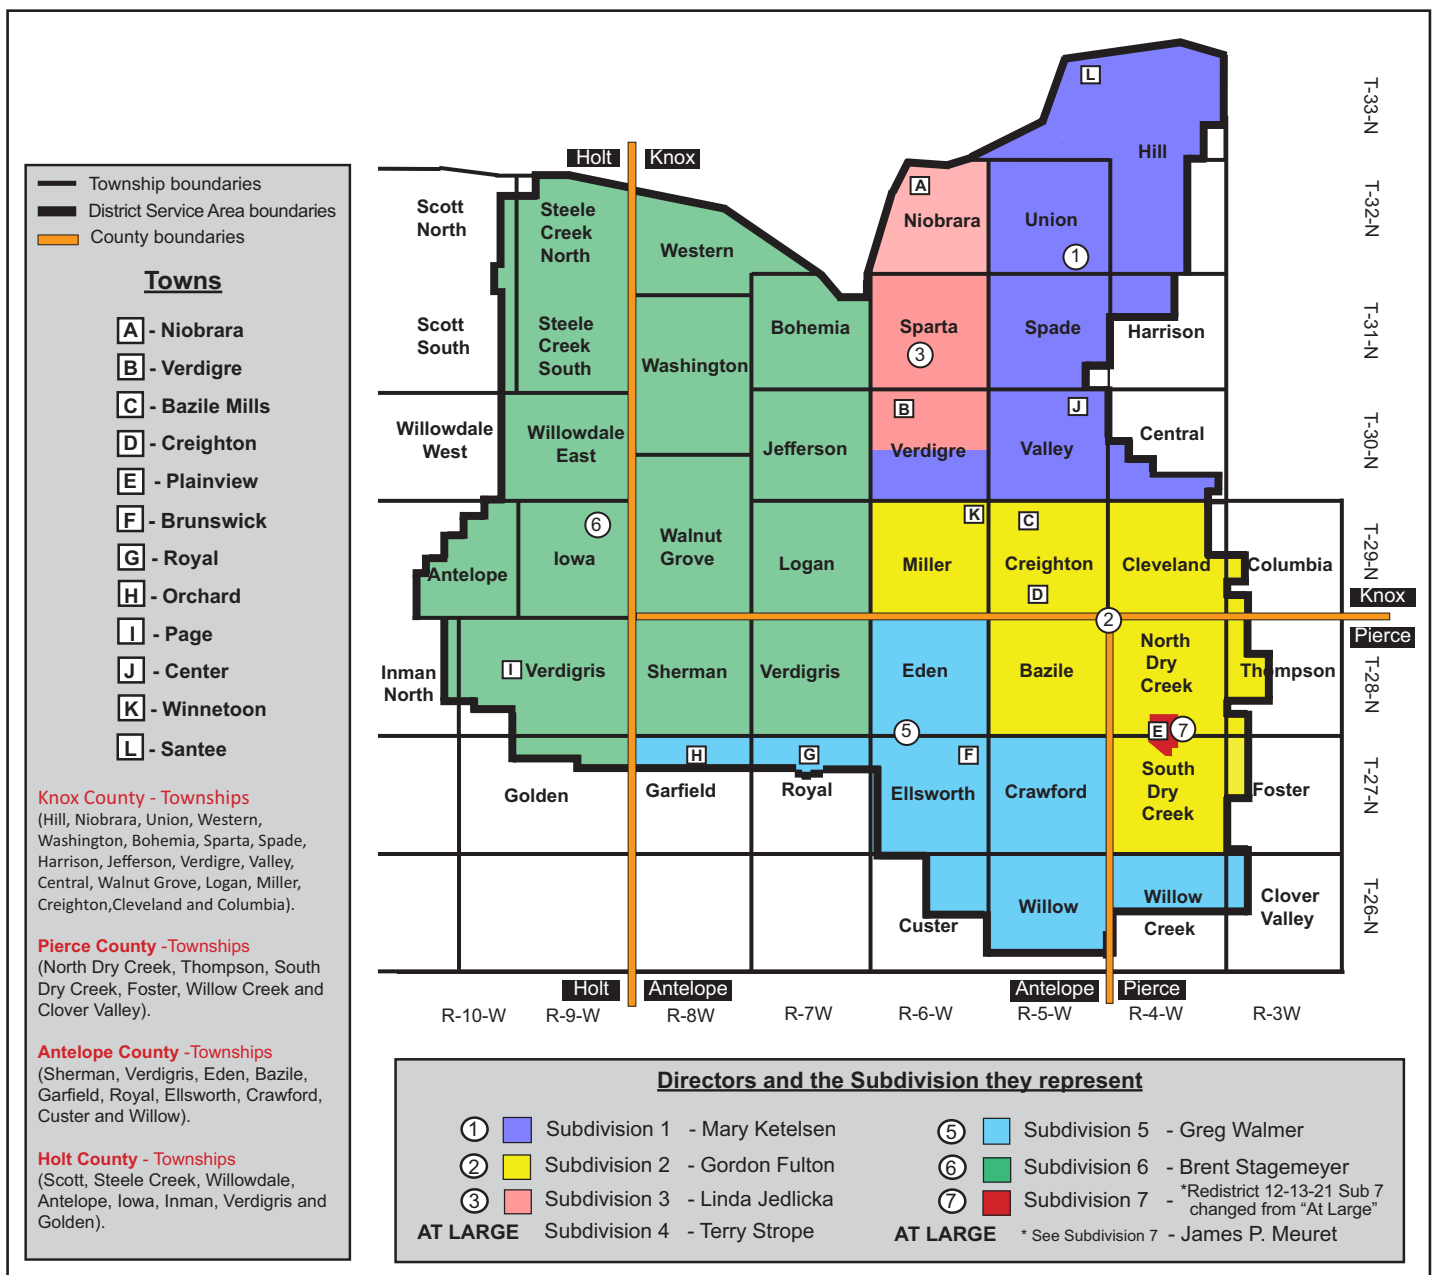 Township boundaries
District Service Area boundaries
County boundaries
Towns
A - Niobrara
B - Verdigre
C - Bazile Mills
D - Creighton
E - Plainview
F - Brunswick
G - Royal
H - Orchard
I - Page
J - Center
K - Winnetoon
L - Santee
Knox County - Townships
(Hill, Niobrara, Union, Western,
Washington, Bohemia, Sparta, Spade,
Harrison, Jefferson, Verdigre, Valley,
Central, Walnut Grove, Logan, Miller,
Creighton,Cleveland and Columbia).
Pierce County -Townships
(North Dry Creek, Thompson, South
Dry Creek, Foster, Willow Creek and
Clover Valley).
Antelope County -Townships
(Sherman, Verdigris, Eden, Bazile,
Garfield, Royal, Ellsworth, Crawford,
Custer and Willow).
Holt County - Townships
(Scott, Steele Creek, Willowdale,
Antelope, Iowa, Inman, Verdigris and
Golden).
Holt Knox
L
Hill
T-33-N
Scott
North
Steele
Creek
North
Western
A
Niobrara
Union
1
T-32-N
Scott
South
Steele
Creek
South
Washington
Bohemia
Sparta
3
Spade
Harrison
T-31-N
Willowdale
West
Willowdale
East
Jefferson
B
Verdigre
J
Valley
Central
T-30-N
Antelope
6
Iowa
Walnut
Grove
Logan
K
Miller
C
Creighton
D
Cleveland
Columbia
T-29-N
Knox
2
Pierce
Inman
North
I
Verdigris
Sherman
Verdigris
Eden
Bazile
North
Dry
Creek
Thompson
T-28-N
5
E
7
H
G
F
Golden
Garfield
Royal
Ellsworth
Crawford
South
Dry
Creek
Foster
T-27-N
Custer
Willow
Willow
Creek
Clover
Valley
T-26-N
Holt Antelope
Antelope Pierce
R-10-W R-9-W R-8W R-7W R-6-W R-5-W R-4-W R-3W
Directors and the Subdivision they represent
1 Subdivision 1 - Mary Ketelsen
2 Subdivision 2 - Gordon Fulton
3 Subdivision 3 - Linda Jedlicka
AT LARGE Subdivision 4 - Terry Strope
5 Subdivision 5 - Greg Walmer
6 Subdivision 6 - Brent Stagemeyer
7 Subdivision 7 - *Redistrict 12-13-21 Sub 7
changed from “At Large”
AT LARGE * See Subdivision 7 - James P. Meuret